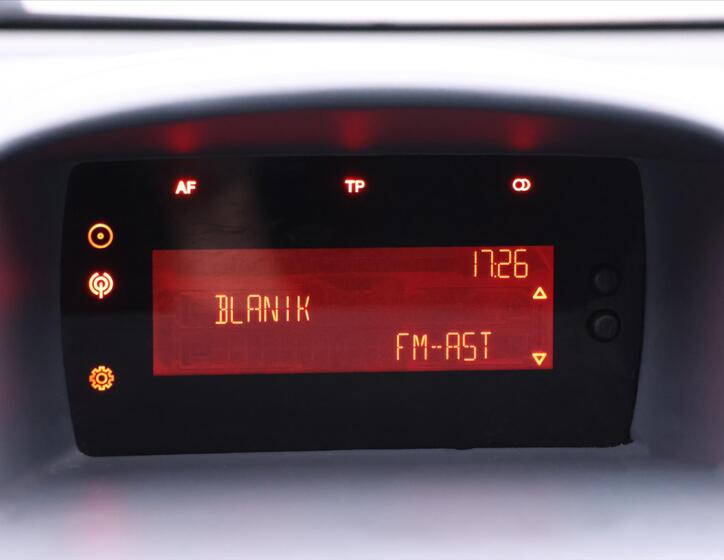 AF TP
17:26
BLANIK
FM-AST